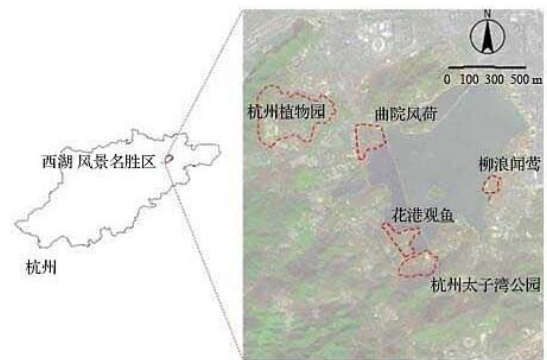 N
0 100 300 500 m
杭州植物园
曲院风荷
西湖 风景名胜区
柳浪闻莺
花港观鱼
杭州
杭州太子湾公园